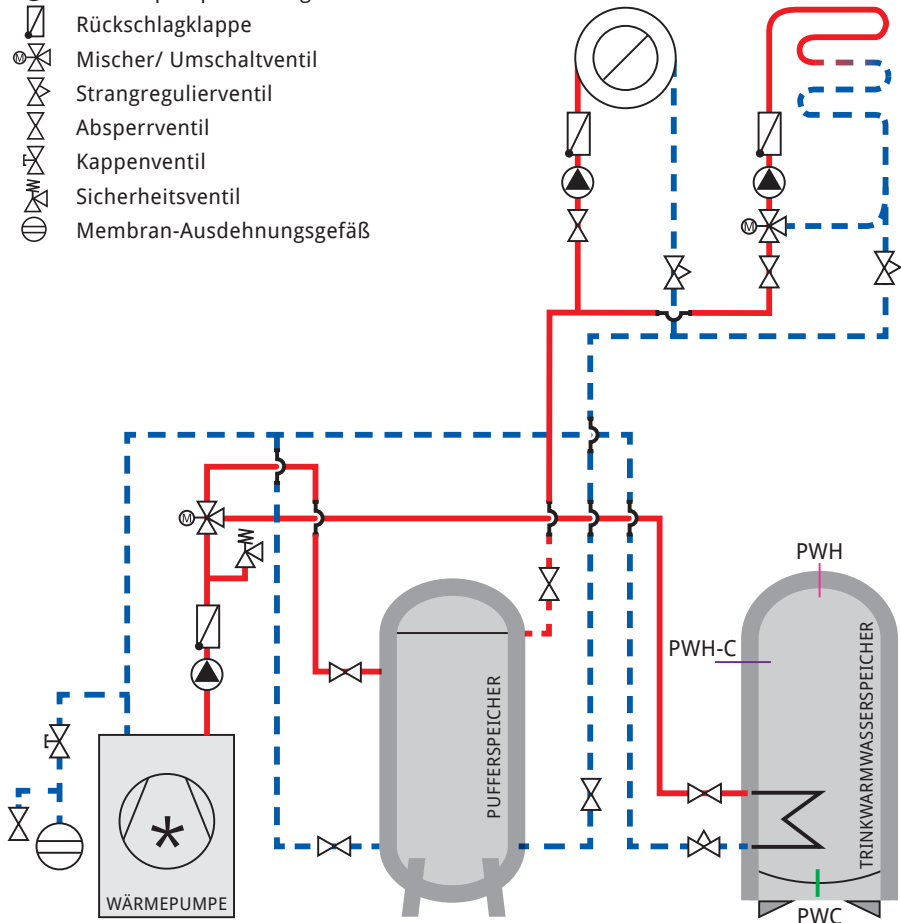 Rückschlagklappe
Mischer/ Umschaltventil
Strangregulierventil
Absperrventil
Kappenventil
Sicherheitsventil
Membran-Ausdehnungsgefäß
M
M
M
PWH
PWH-C
PUFFERSPEICHER
TRINKWARMWASSERSPEICHER
WÄRMEPUMPE
*
PWC